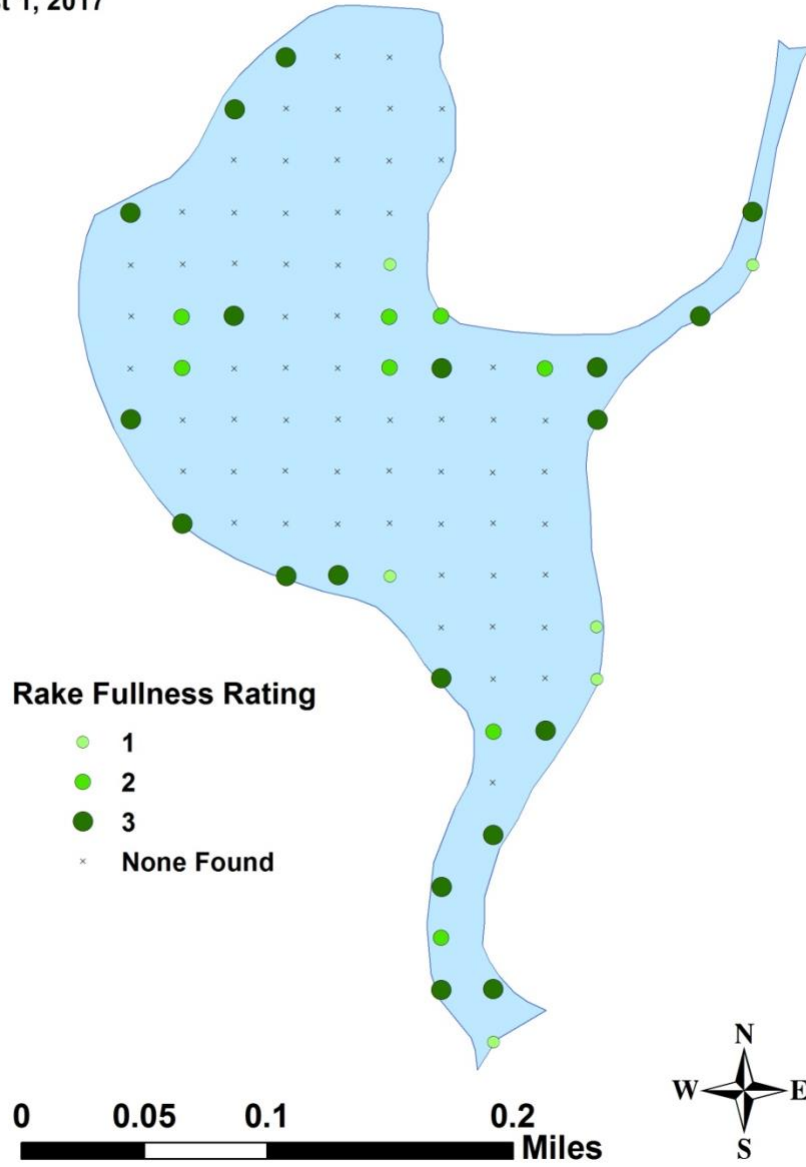 1, 2017
Rake Fullness Rating
1
2
3
None Found
N
W E
S
0 0.05 0.1 0.2
Miles